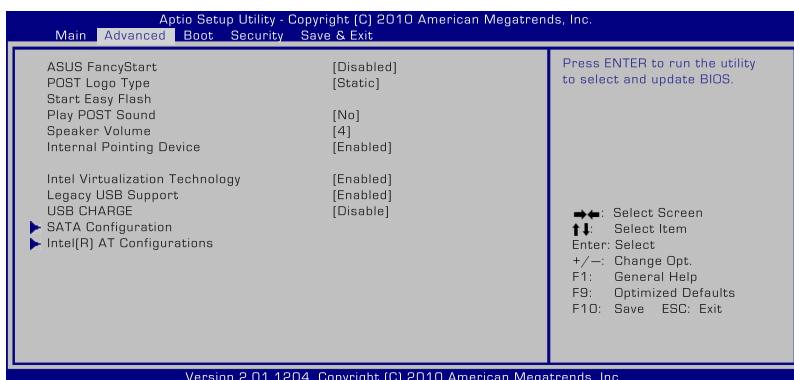 Aptio Setup Utility - Copyright (C) 2010 American Megatrends, Inc.
Main Advanced Boot Security Save & Exit
ASUS FancyStart [Disabled]
POST Logo Type [Static]
Start Easy Flash
Play POST Sound [No]
Speaker Volume [4]
Internal Pointing Device [Enabled]
Intel Virtualization Technology [Enabled]
Legacy USB Support [Enabled]
USB CHARGE [Disable]
SATA Configuration
Intel(R) AT Configurations
Press ENTER to run the utility
to select and update BIOS.
→←: Select Screen
↑↓: Select Item
Enter: Select
+/—: Change Opt.
F1: General Help
F9: Optimized Defaults
F10: Save ESC: Exit
Version 2.01.1204. Copyright (C) 2010 American Megatrends, Inc.